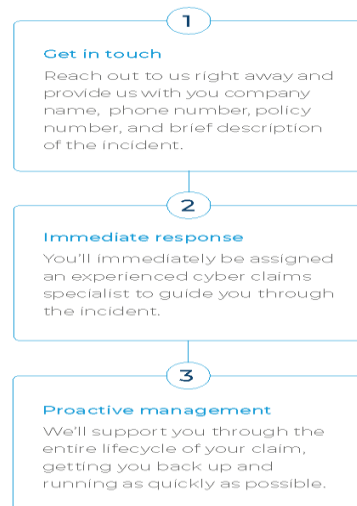 1
Get in touch
Reach out to us right away and
provide us with you company
name, phone number, policy
number, and brief description
of the incident.
2
Immediate response
You'll immediately be assigned
an experienced cyber claims
specialist to guide you through
the incident.
3
Proactive management
We'll support you through the
entire lifecycle of your claim,
getting you back up and
running as quickly as possible.